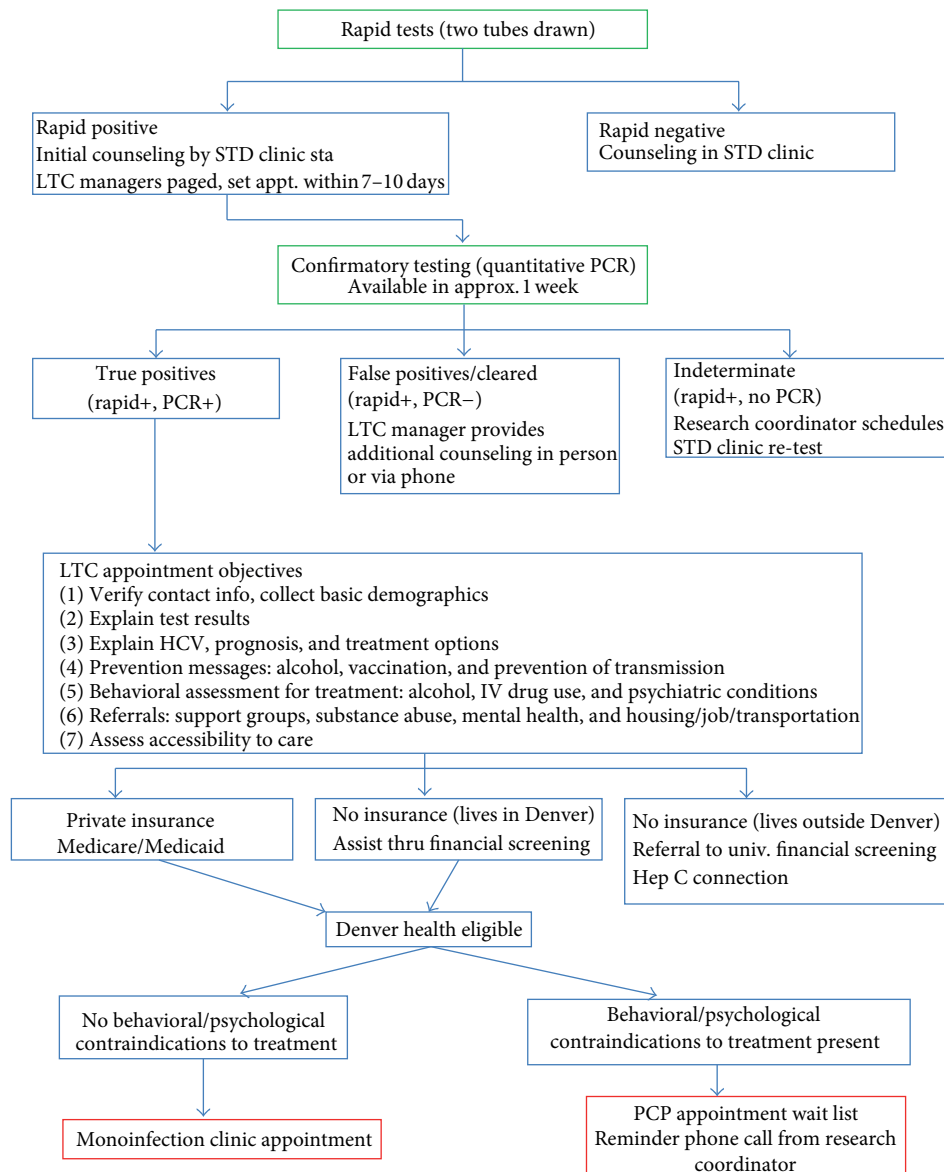 Rapid tests (two tubes drawn)
Rapid positive
Initial counseling by STD clinic sta
LTC managers paged, set appt. within 7–10 days
Rapid negative
Counseling in STD clinic
Confirmatory testing (quantitative PCR)
Available in approx. 1 week
True positives
(rapid+, PCR+)
False positives/cleared
(rapid+, PCR−)
LTC manager provides
additional counseling in person
or via phone
Indeterminate
(rapid+, no PCR)
Research coordinator schedules
STD clinic re-test
LTC appointment objectives
(1) Verify contact info, collect basic demographics
(2) Explain test results
(3) Explain HCV, prognosis, and treatment options
(4) Prevention messages: alcohol, vaccination, and prevention of transmission
(5) Behavioral assessment for treatment: alcohol, IV drug use, and psychiatric conditions
(6) Referrals: support groups, substance abuse, mental health, and housing/job/transportation
(7) Assess accessibility to care
Private insurance
Medicare/Medicaid
No insurance (lives in Denver)
Assist thru financial screening
No insurance (lives outside Denver)
Referral to univ. financial screening
Hep C connection
Denver health eligible
No behavioral/psychological
contraindications to treatment
Behavioral/psychological
contraindications to treatment present
Monoinfection clinic appointment
PCP appointment wait list
Reminder phone call from research
coordinator